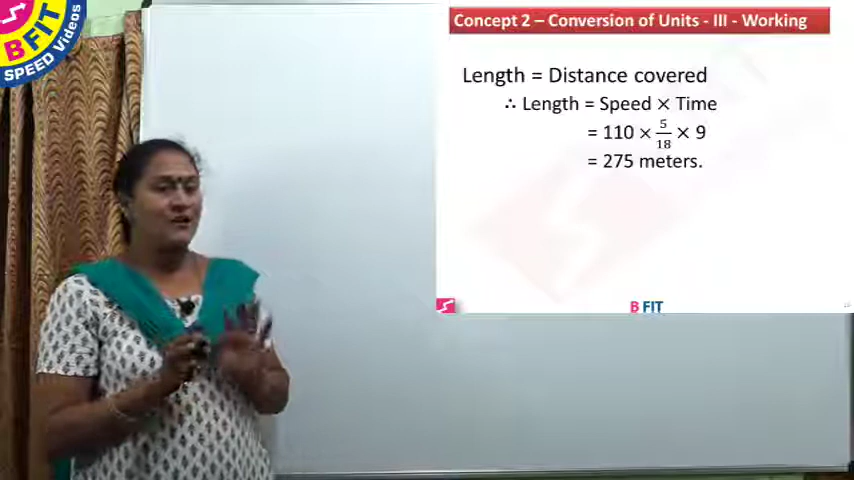 BFIT
SPEED Videos
Concept 2 – Conversion of Units - III - Working
Length = Distance covered
∴ Length = Speed × Time
= 110 × 5/18 × 9
= 275 meters.
B FIT